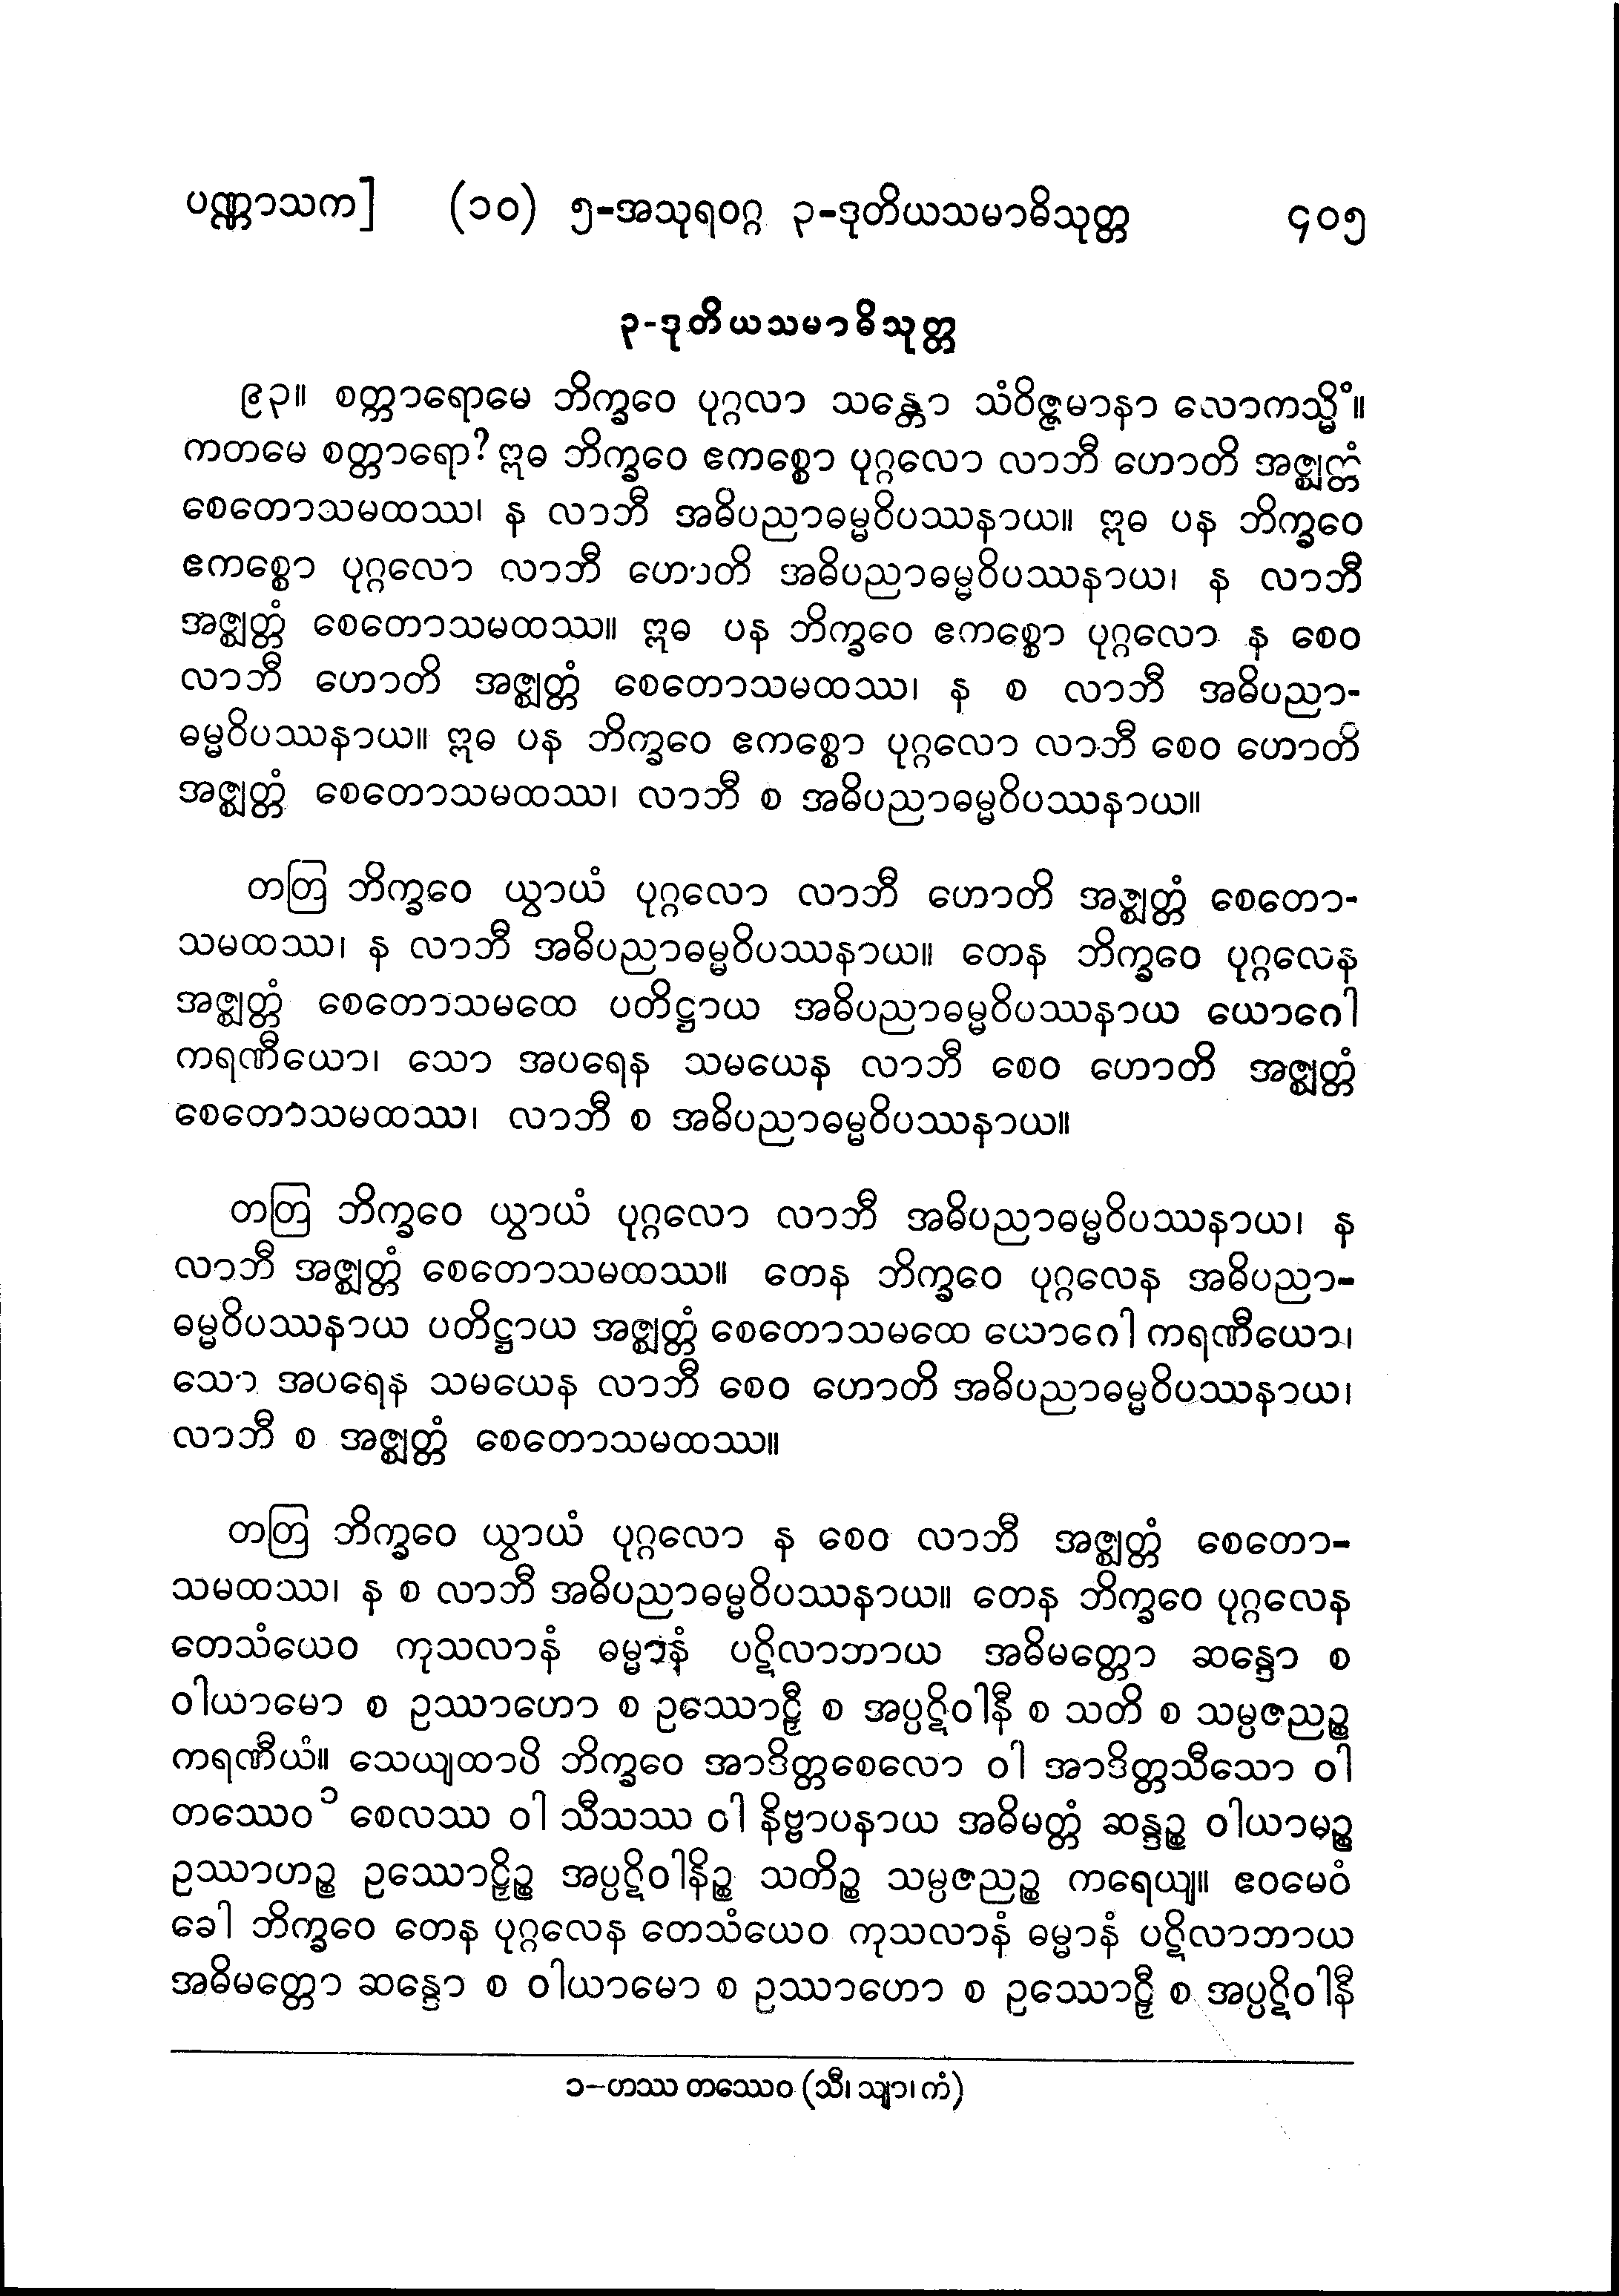 ပဏ္ဏာသက] (၁၀) ၅-အသုရဝဂ္ဂ ၃-ဒုတိယသမာဓိသုတ္တ ၄၀၅
၃-ဒုတိယသမာဓိသုတ္တ
၉၃။ စတ္တာရောမေ ဘိက္ခဝေ ပုဂ္ဂလာ သန္တော သံဝိဇ္ဇမာနာ လောကသ္မိံ။
ကတမေ စတ္တာရော? ဣဓ ဘိက္ခဝေ ဧကစ္စော ပုဂ္ဂလော လာဘီ ဟောတိ အဇ္ဈတ္တံ
စေတောသမထဿ၊ န လာဘီ အဓိပညာဓမ္မဝိပဿနာယ။ ဣဓ ပန ဘိက္ခဝေ
ဧကစ္စော ပုဂ္ဂလော လာဘီ ဟောတိ အဓိပညာဓမ္မဝိပဿနာယ၊ န လာဘီ
အဇ္ဈတ္တံ စေတောသမထဿ။ ဣဓ ပန ဘိက္ခဝေ ဧကစ္စော ပုဂ္ဂလော န စေဝ
လာဘီ ဟောတိ အဇ္ဈတ္တံ စေတောသမထဿ၊ န စ လာဘီ အဓိပညာ-
ဓမ္မဝိပဿနာယ။ ဣဓ ပန ဘိက္ခဝေ ဧကစ္စော ပုဂ္ဂလော လာဘီ စေဝ ဟောတိ
အဇ္ဈတ္တံ စေတောသမထဿ၊ လာဘီ စ အဓိပညာဓမ္မဝိပဿနာယ။
တတြ ဘိက္ခဝေ ယွာယံ ပုဂ္ဂလော လာဘီ ဟောတိ အဇ္ဈတ္တံ စေတော-
သမထဿ၊ န လာဘီ အဓိပညာဓမ္မဝိပဿနာယ။ တေန ဘိက္ခဝေ ပုဂ္ဂလေန
အဇ္ဈတ္တံ စေတောသမထေ ပတိဋ္ဌာယ အဓိပညာဓမ္မဝိပဿနာယ ယောဂေါ
ကရဏီယော၊ သော အပရေန သမယေန လာဘီ စေဝ ဟောတိ အဇ္ဈတ္တံ
စေတောသမထဿ၊ လာဘီ စ အဓိပညာဓမ္မဝိပဿနာယ။
တတြ ဘိက္ခဝေ ယွာယံ ပုဂ္ဂလော လာဘီ အဓိပညာဓမ္မဝိပဿနာယ၊ န
လာဘီ အဇ္ဈတ္တံ စေတောသမထဿ။ တေန ဘိက္ခဝေ ပုဂ္ဂလေန အဓိပညာ-
ဓမ္မဝိပဿနာယ ပတိဋ္ဌာယ အဇ္ဈတ္တံ စေတောသမထေ ယောဂေါ ကရဏီယော၊
သော အပရေန သမယေန လာဘီ စေဝ ဟောတိ အဓိပညာဓမ္မဝိပဿနာယ၊
လာဘီ စ အဇ္ဈတ္တံ စေတောသမထဿ။
တတြ ဘိက္ခဝေ ယွာယံ ပုဂ္ဂလော န စေဝ လာဘီ အဇ္ဈတ္တံ စေတော-
သမထဿ၊ န စ လာဘီ အဓိပညာဓမ္မဝိပဿနာယ။ တေန ဘိက္ခဝေ ပုဂ္ဂလေန
တေသံယေဝ ကုသလာနံ ဓမ္မာနံ ပဋိလာဘာယ အဓိမတ္တော ဆန္ဒော စ
ဝါယာမော စ ဥဿာဟော စ ဥဿောဠှီ စ အပ္ပဋိဝါနီ စ သတိ စ သမ္ပဇညဉ္စ
ကရဏီယံ။ သေယျထာပိ ဘိက္ခဝေ အာဒိတ္တစေလော ဝါ အာဒိတ္တသီသော ဝါ
တဿေဝ၁ စေလဿ ဝါ သီသဿ ဝါ နိဗ္ဗာပနာယ အဓိမတ္တံ ဆန္ဒဉ္စ ဝါယာမဉ္စ
ဥဿာဟဉ္စ ဥဿောဠှိဉ္စ အပ္ပဋိဝါနိဉ္စ သတိဉ္စ သမ္ပဇညဉ္စ ကရေယျ။ ဧဝမေဝံ
ခေါ ဘိက္ခဝေ တေန ပုဂ္ဂလေန တေသံယေဝ ကုသလာနံ ဓမ္မာနံ ပဋိလာဘာယ
အဓိမတ္တော ဆန္ဒော စ ဝါယာမော စ ဥဿာဟော စ ဥဿောဠှီ စ အပ္ပဋိဝါနီ
၁-ဟဿ တဿေဝ (သီ၊ သျာ၊ ကံ)